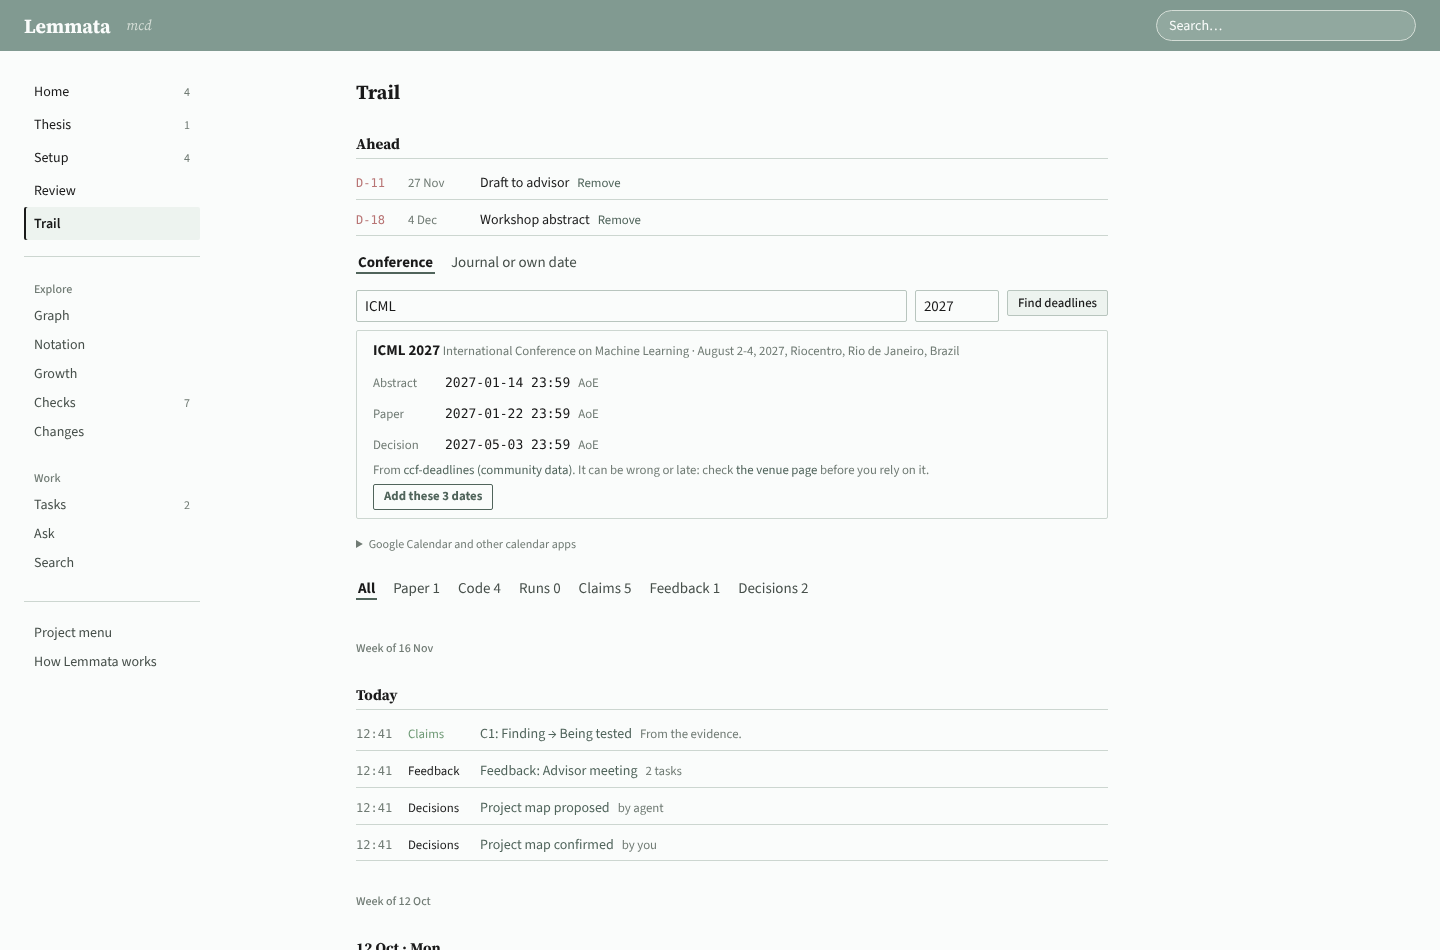 Lemmata mcd Search…
Home 4
Thesis 1
Setup 4
Review
Trail
Explore
Graph
Notation
Growth
Checks 7
Changes
Work
Tasks 2
Ask
Search
Project menu
How Lemmata works
Trail
Ahead
D-11 27 Nov Draft to advisor Remove
D-18 4 Dec Workshop abstract Remove
Conference Journal or own date
ICML 2027 Find deadlines
ICML 2027 International Conference on Machine Learning · August 2-4, 2027, Riocentro, Rio de Janeiro, Brazil
Abstract 2027-01-14 23:59 AoE
Paper 2027-01-22 23:59 AoE
Decision 2027-05-03 23:59 AoE
From ccf-deadlines (community data). It can be wrong or late: check the venue page before you rely on it.
Add these 3 dates
▶ Google Calendar and other calendar apps
All Paper 1 Code 4 Runs 0 Claims 5 Feedback 1 Decisions 2
Week of 16 Nov
Today
12:41 Claims C1: Finding → Being tested From the evidence.
12:41 Feedback Feedback: Advisor meeting 2 tasks
12:41 Decisions Project map proposed by agent
12:41 Decisions Project map confirmed by you
Week of 12 Oct
12 Oct · Mon